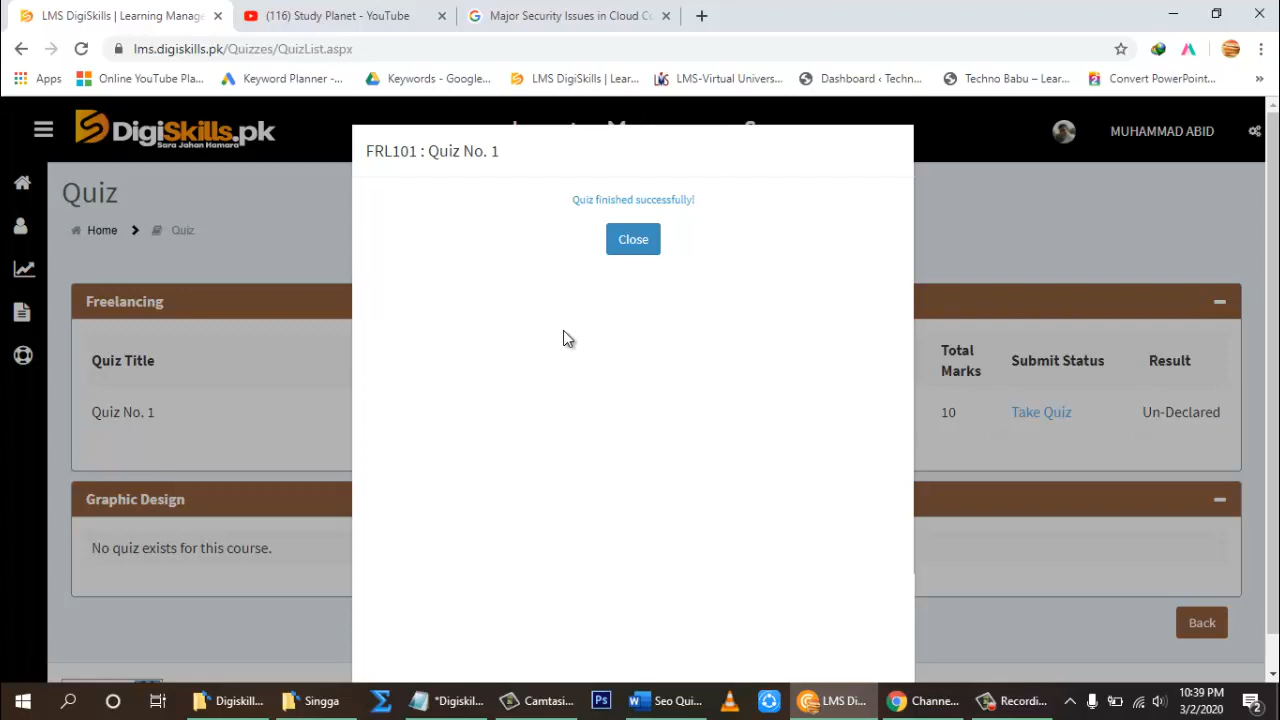 LMS DigiSkills | Learning Manage
(116) Study Planet - YouTube
Major Security Issues in Cloud Co
lms.digiskills.pk/Quizzes/QuizList.aspx
Apps
Online YouTube Pla...
Keyword Planner -...
Keywords - Google...
LMS DigiSkills | Lear...
LMS-Virtual Univers...
Dashboard ‹ Techn...
Techno Babu – Lear...
Convert PowerPoint...
DigiSkills.pk
Sara Jahan Hamara
MUHAMMAD ABID
FRL101 : Quiz No. 1
Quiz
Quiz finished successfully!
Home
Quiz
Close
Freelancing
Quiz Title
Total
Marks
Submit Status
Result
Quiz No. 1
10
Take Quiz
Un-Declared
Graphic Design
No quiz exists for this course.
Back
Digiskill...
Singga
*Digiskil...
Camtasi...
Ps
Seo Qui...
LMS Di...
Channe...
Recordi...
10:39 PM
3/2/2020
2